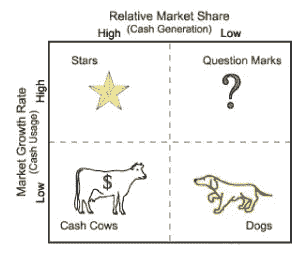 Relative Market Share
High (Cash Generation) Low
Market Growth Rate
(Cash Usage)
High
Low
Stars
Question Marks
?
$
Cash Cows
Dogs